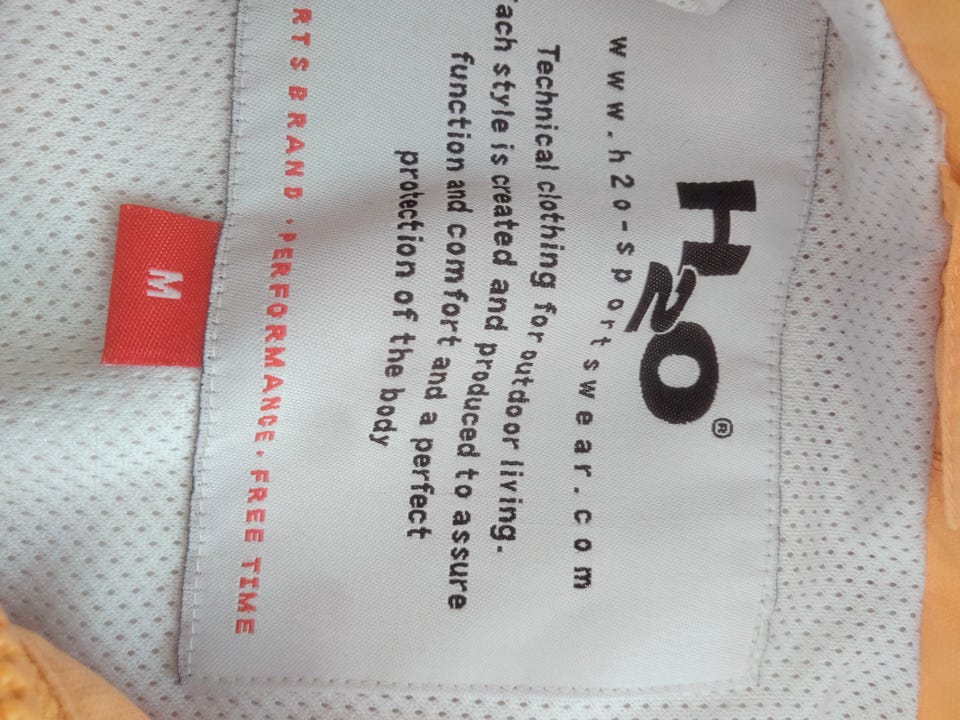 H2O®
www.h2o-sportswear.com
Technical clothing for outdoor living.
ach style is created and produced to assure
function and comfort and a perfect
protection of the body
RTS BRAND · PERFORMANCE · FREE TIME
M